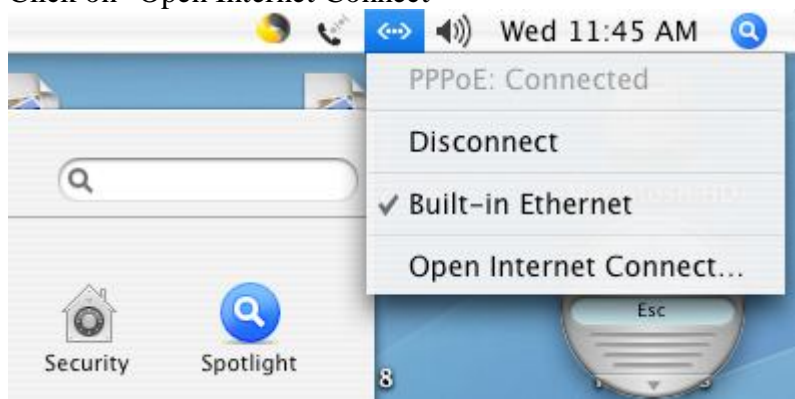 Click on "Open Internet Connect"
Wed 11:45 AM
PPPoE: Connected
Disconnect
Built-in Ethernet
Open Internet Connect...
Esc
Security
Spotlight
8